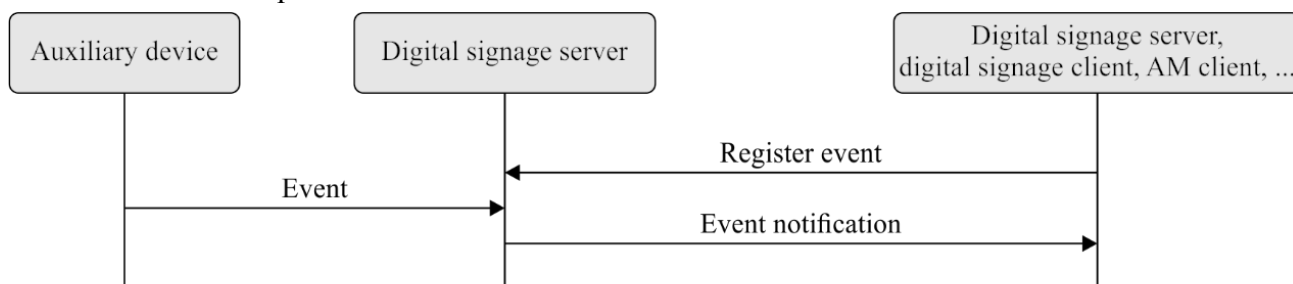 Auxiliary device
Digital signage server
Digital signage server,
digital signage client, AM client, ...
Register event
Event
Event notification